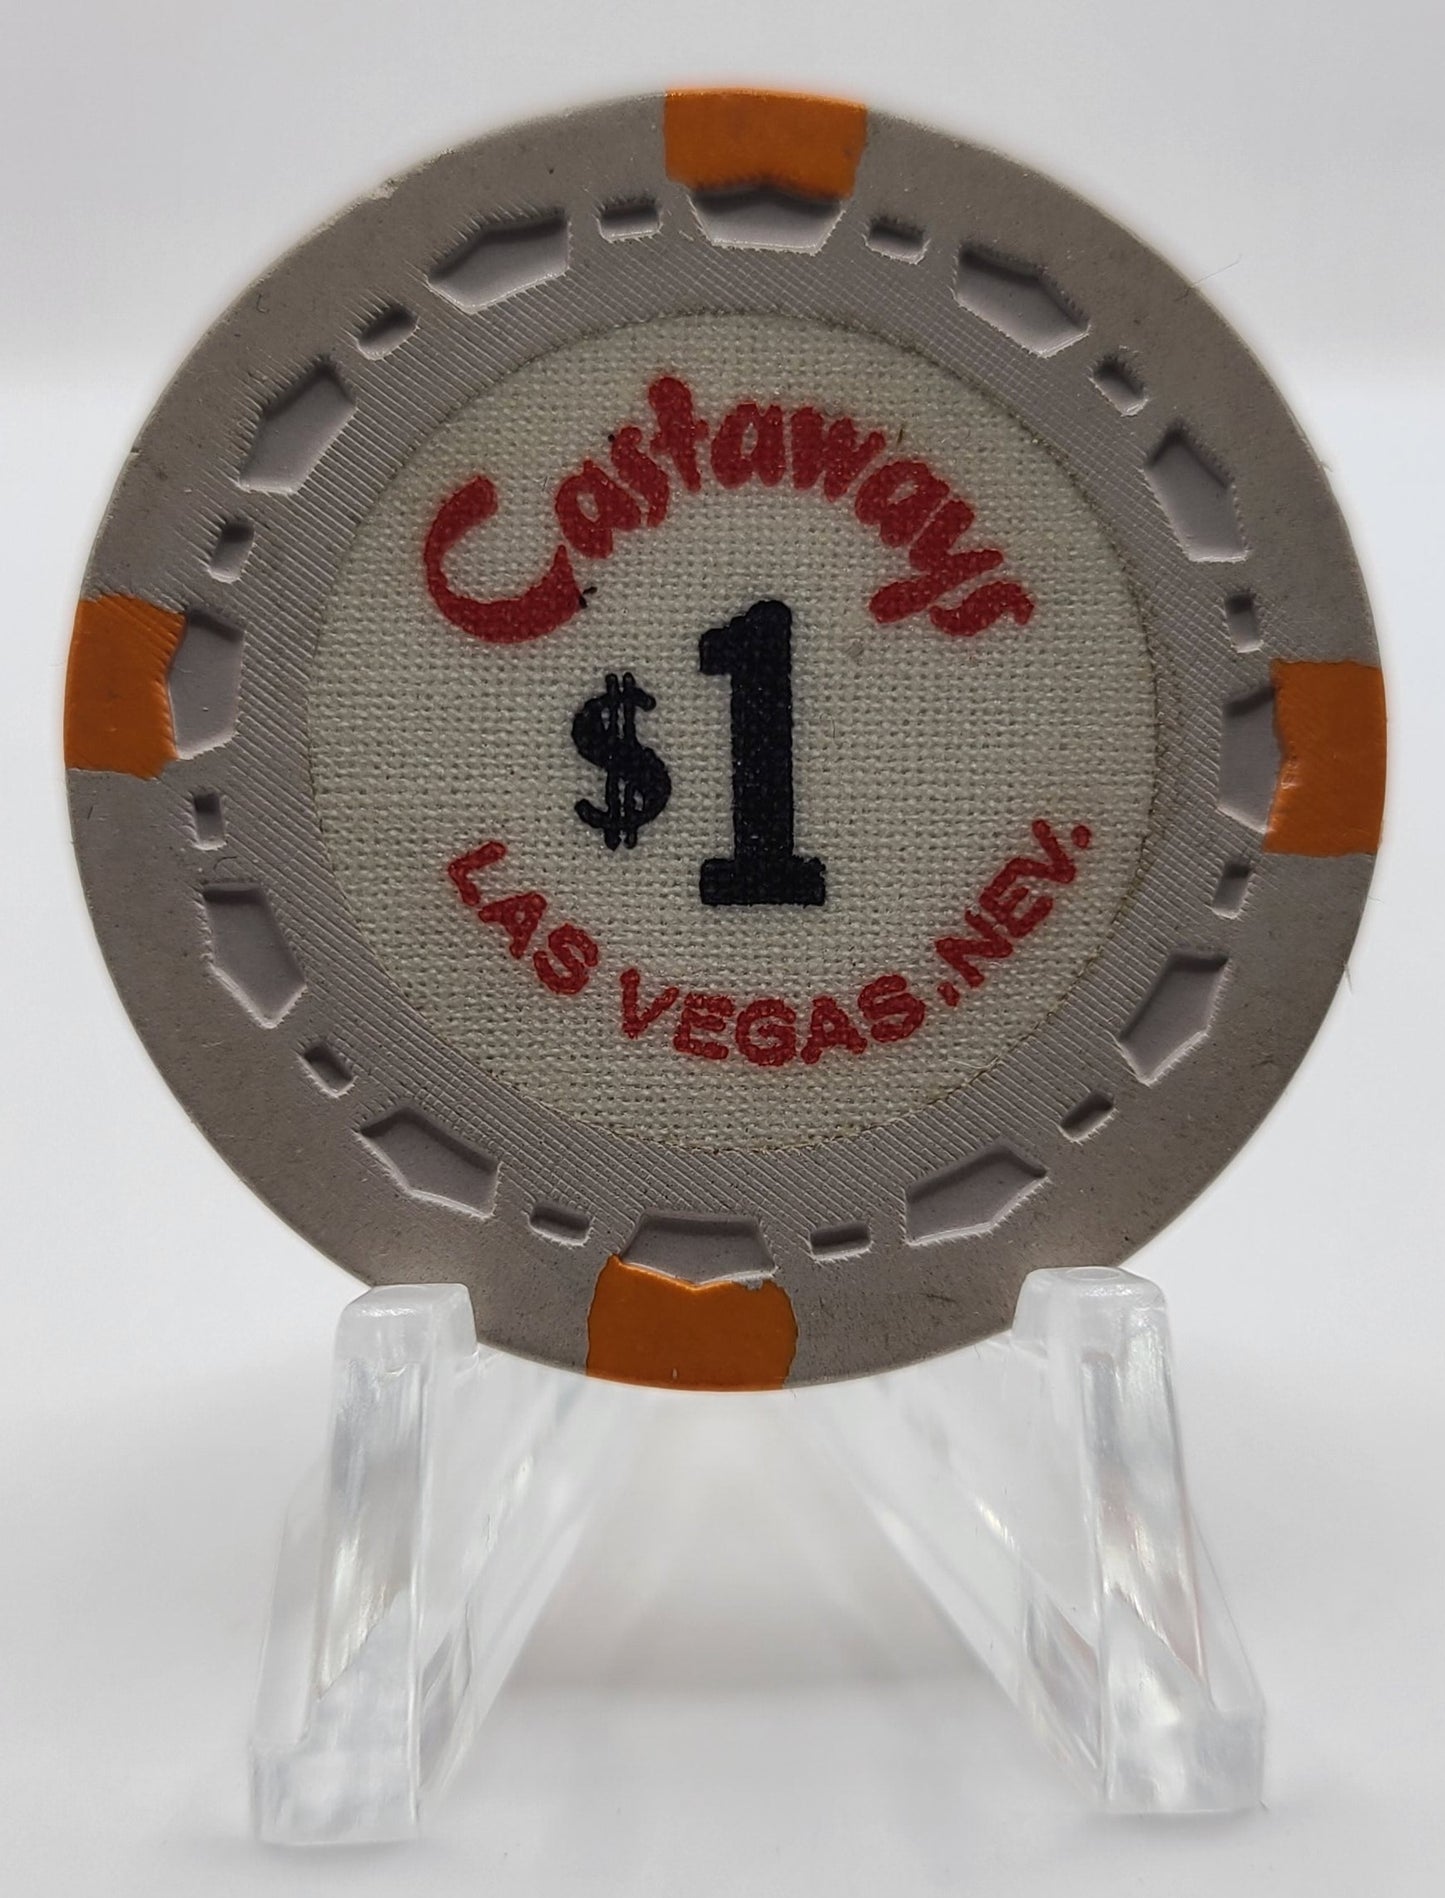 Castaways
$1
LAS VEGAS, NEV.